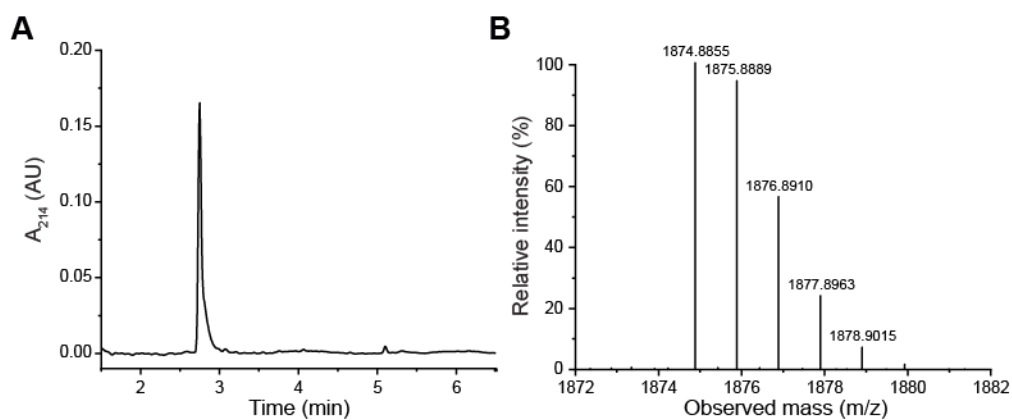 A
0.20
0.15
0.10
0.05
0.00
A214 (AU)
2 3 4 5 6
Time (min)
B
100
80
60
40
20
0
Relative intensity (%)
1874.8855
1875.8889
1876.8910
1877.8963
1878.9015
1872 1874 1876 1878 1880 1882
Observed mass (m/z)